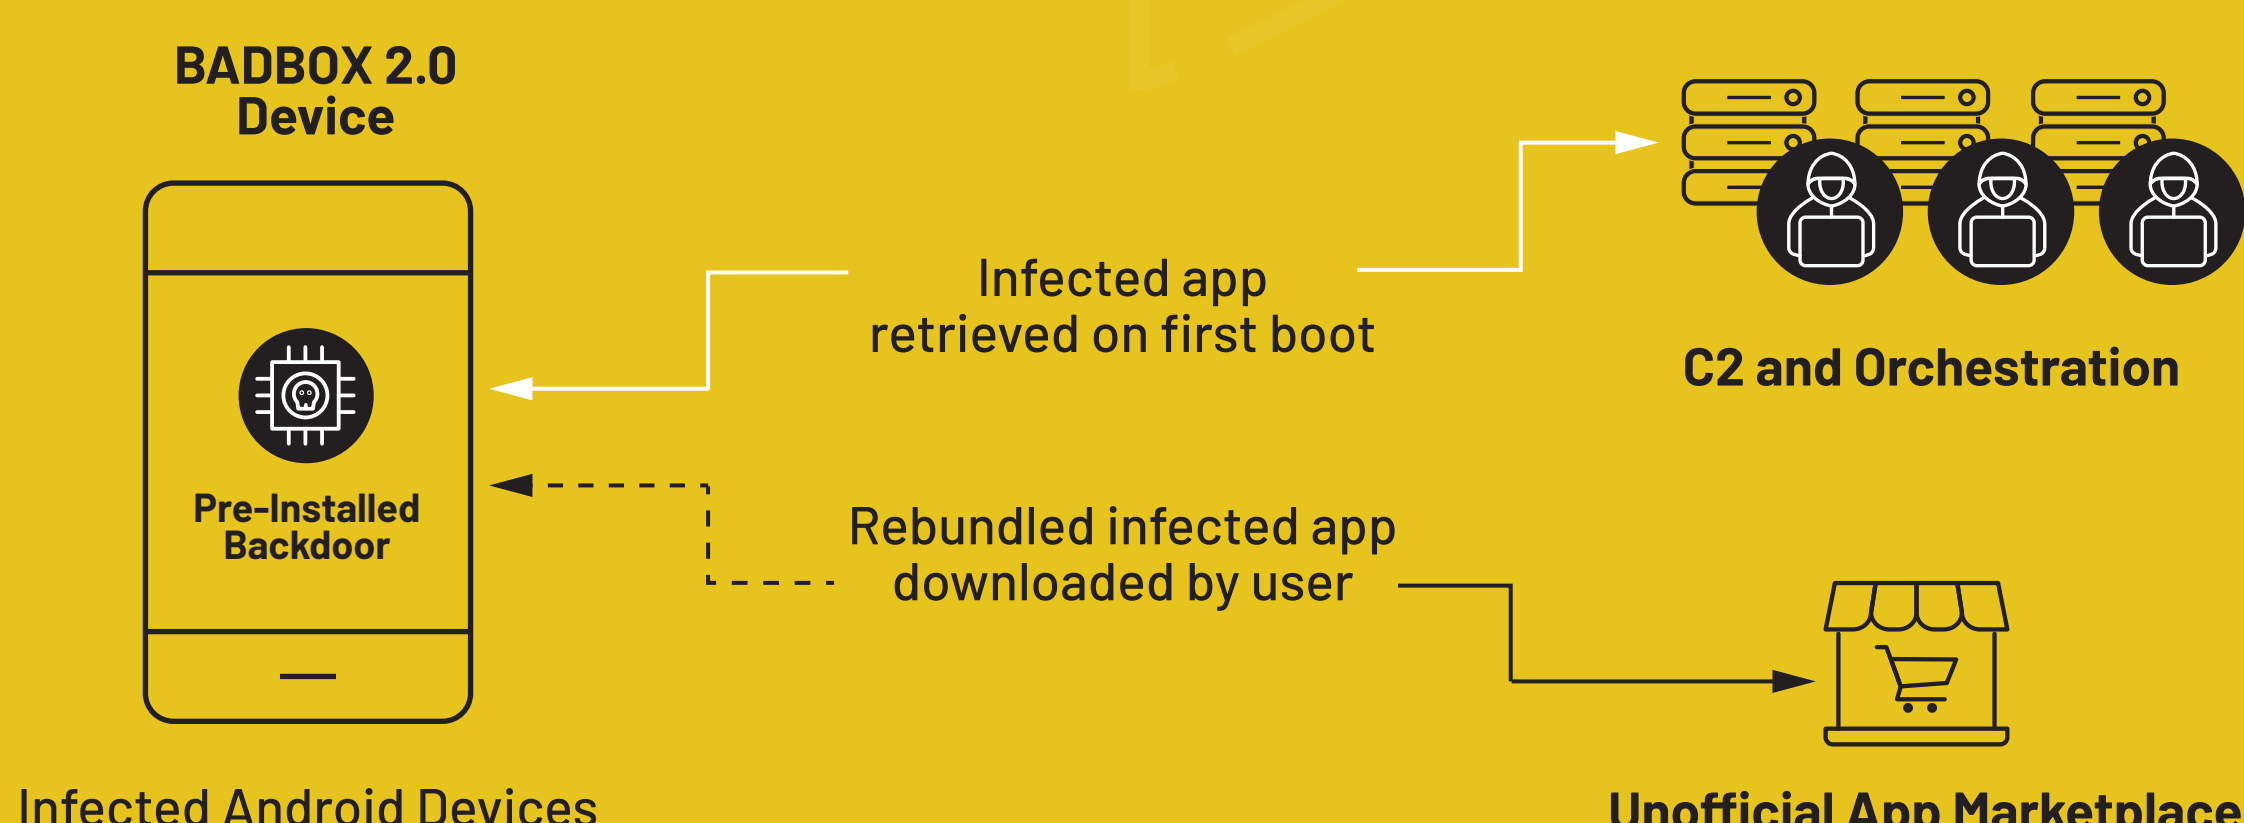 BADBOX 2.0
Device
Pre-Installed
Backdoor
Infected Android Devices
Infected app
retrieved on first boot
Rebundled infected app
downloaded by user
C2 and Orchestration
Unofficial App Marketplace